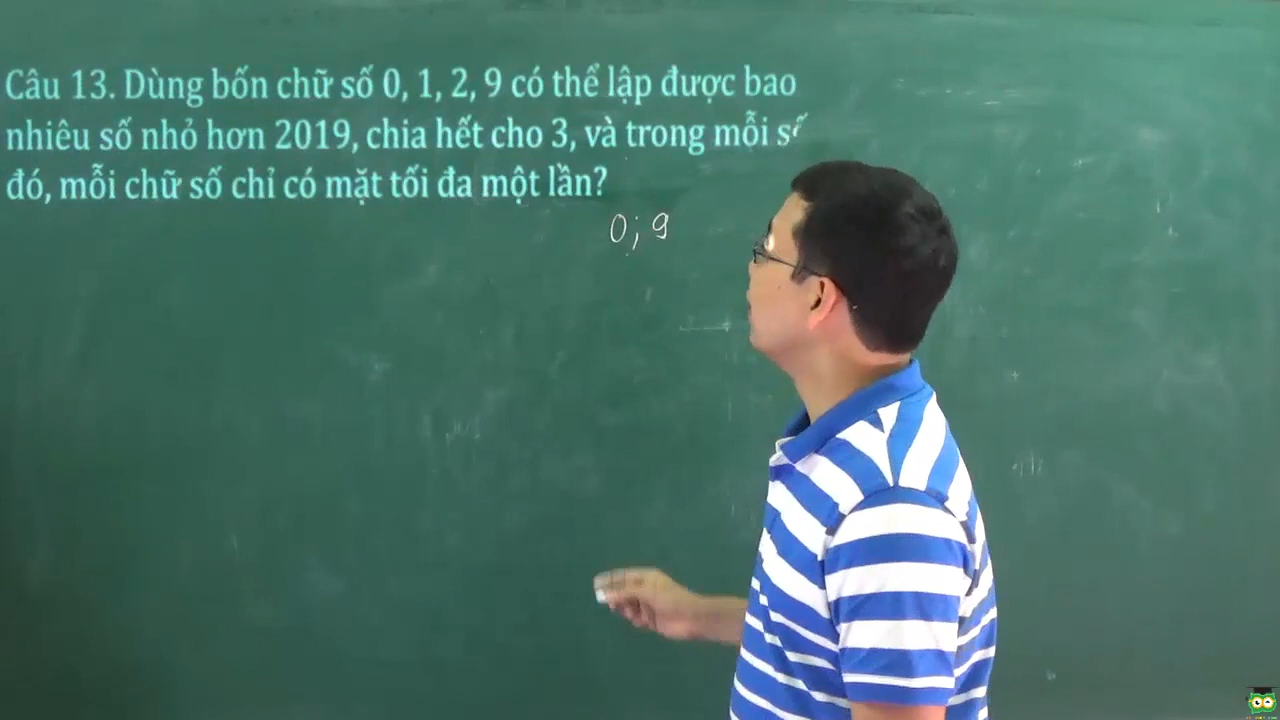 Câu 13. Dùng bốn chữ số 0, 1, 2, 9 có thể lập được bao
nhiêu số nhỏ hơn 2019, chia hết cho 3, và trong mỗi số
đó, mỗi chữ số chỉ có mặt tối đa một lần?
0; 9